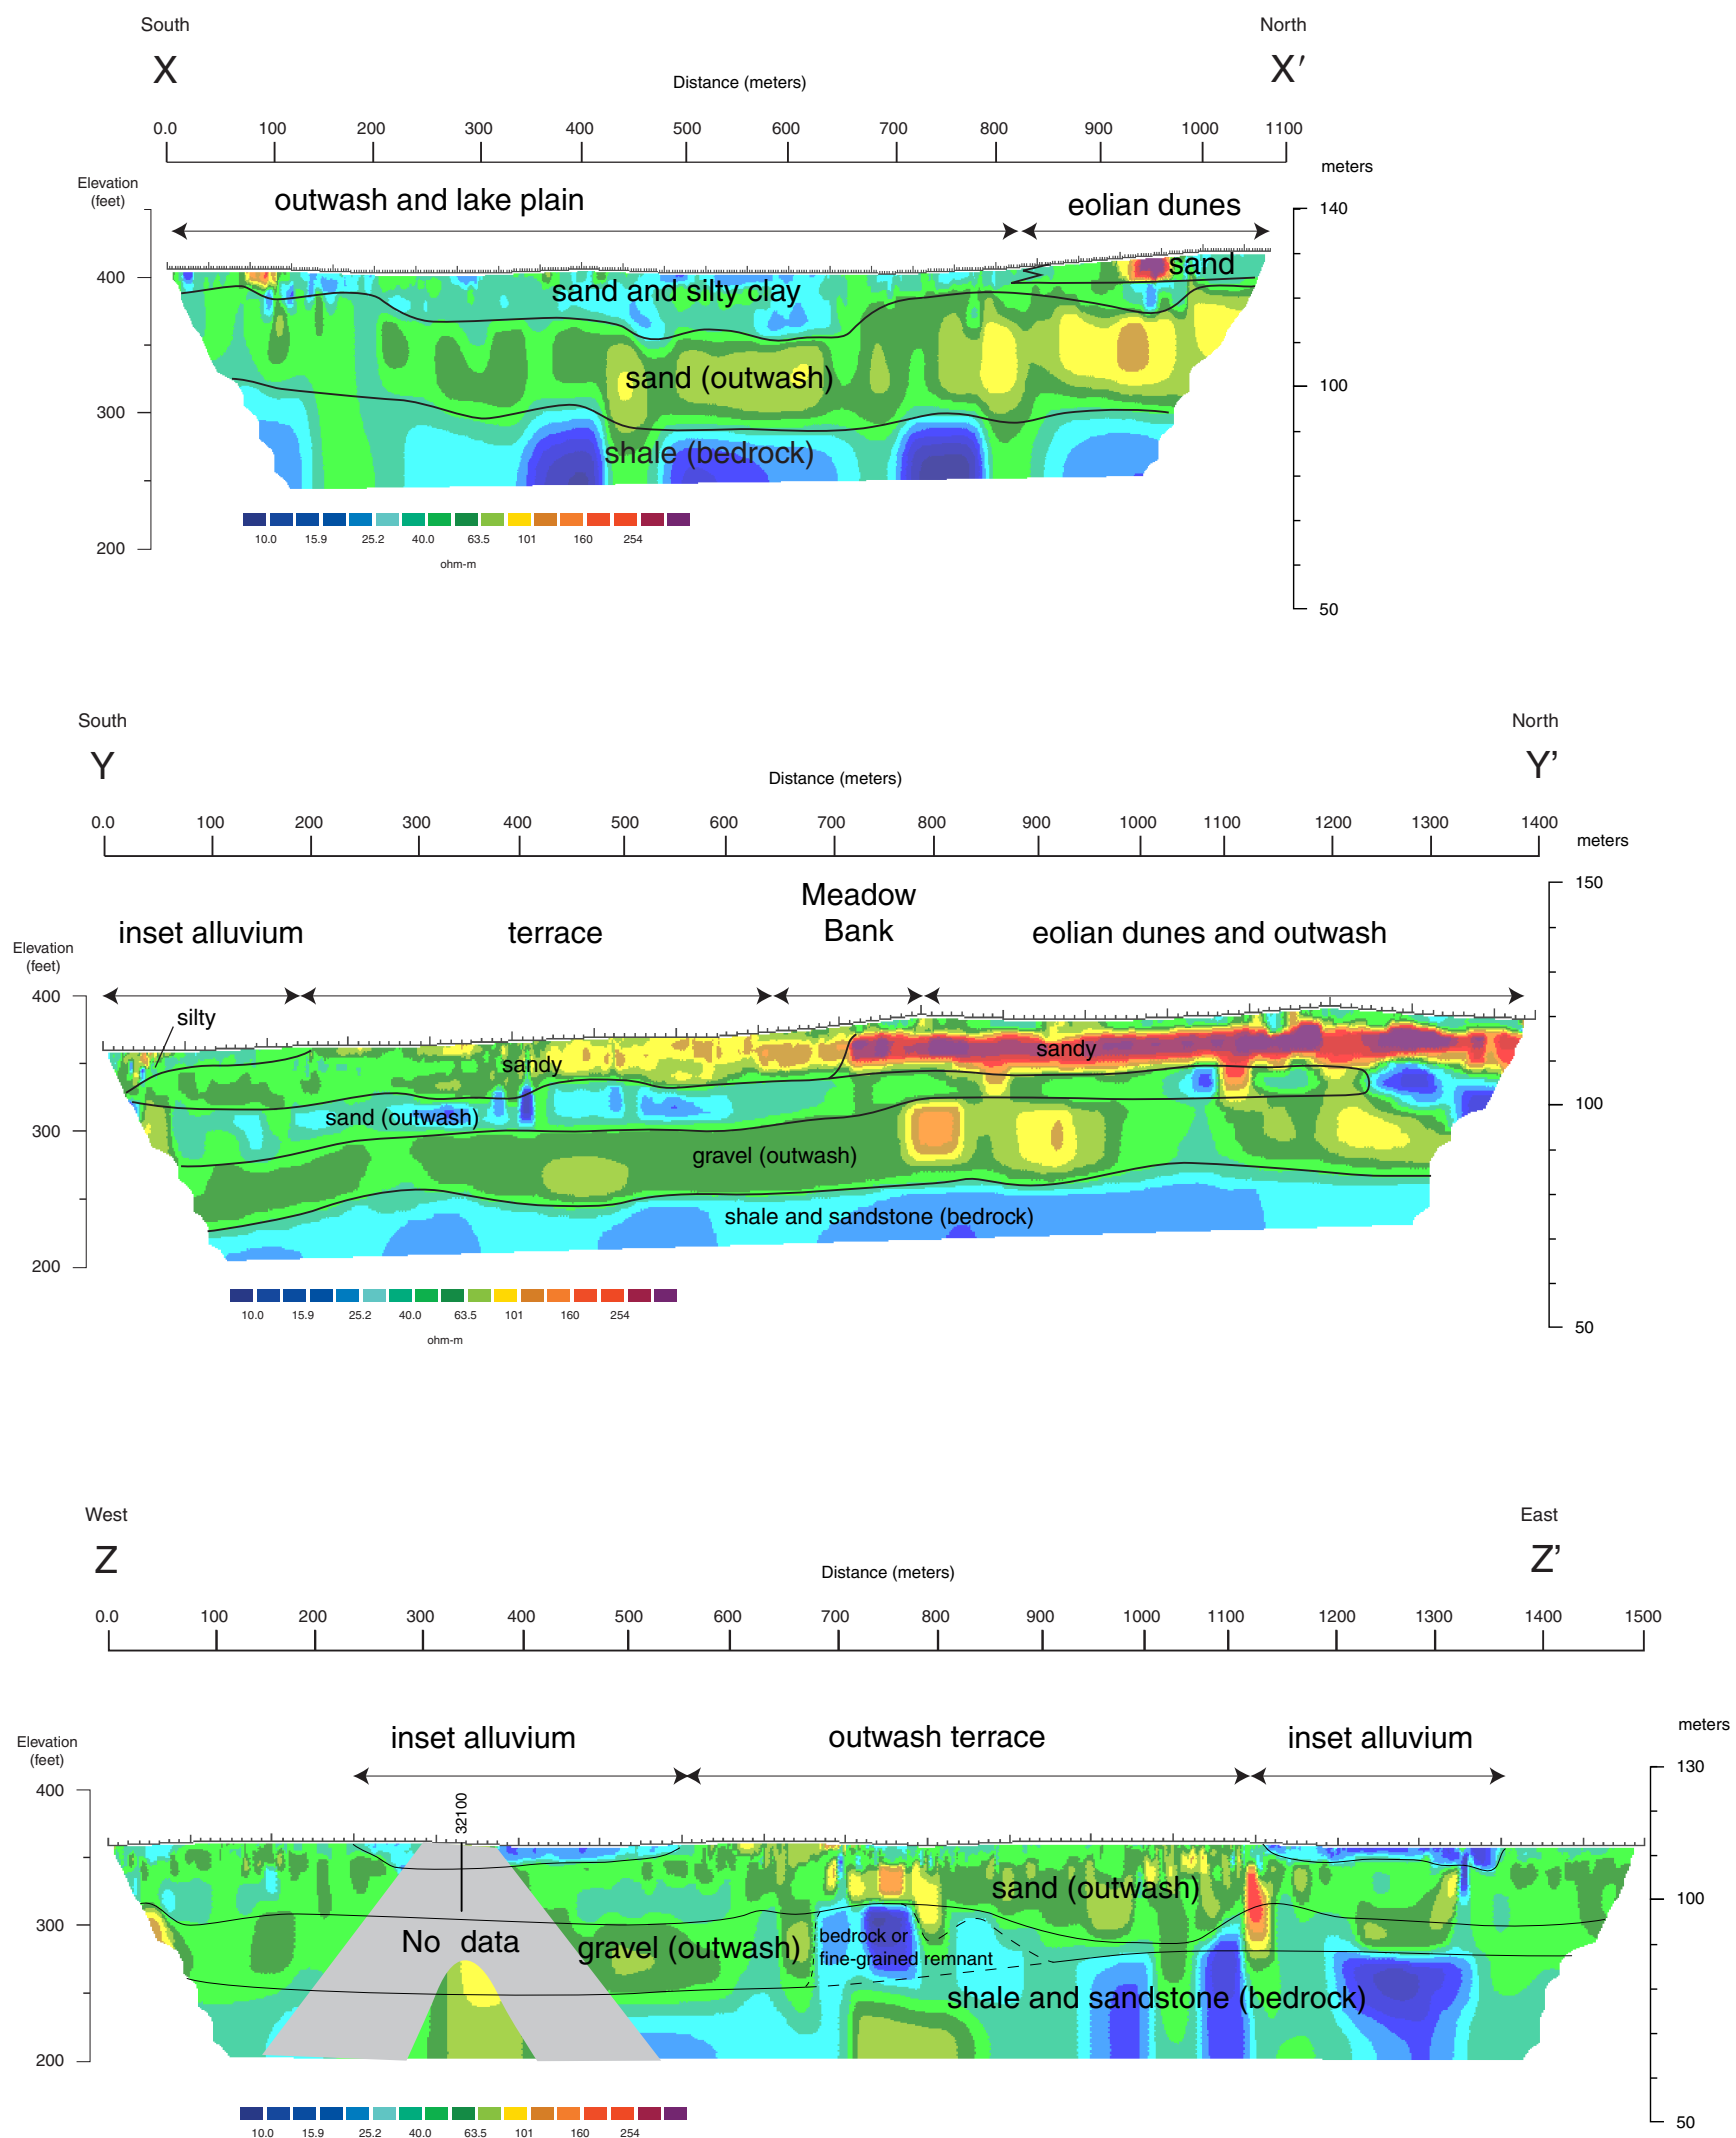 South
North
X
X′
Distance (meters)
0.0 100 200 300 400 500 600 700 800 900 1000 1100
meters
Elevation
(feet)
outwash and lake plain
eolian dunes
140
400
sand
sand and silty clay
sand (outwash)
100
300
shale (bedrock)
10.0 15.9 25.2 40.0 63.5 101 160 254
200
ohm-m
50
South
North
Y
Y’
Distance (meters)
0.0 100 200 300 400 500 600 700 800 900 1000 1100 1200 1300 1400
meters
150
Meadow
Bank
inset alluvium
terrace
eolian dunes and outwash
Elevation
(feet)
400
silty
sandy
sandy
100
sand (outwash)
300
gravel (outwash)
shale and sandstone (bedrock)
200
10.0 15.9 25.2 40.0 63.5 101 160 254
50
ohm-m
West
East
Z
Z’
Distance (meters)
0.0 100 200 300 400 500 600 700 800 900 1000 1100 1200 1300 1400 1500
meters
inset alluvium
outwash terrace
inset alluvium
Elevation
(feet)
130
400
32100
sand (outwash)
100
300
No data
gravel (outwash)
bedrock or
fine-grained remnant
shale and sandstone (bedrock)
200
50
10.0 15.9 25.2 40.0 63.5 101 160 254